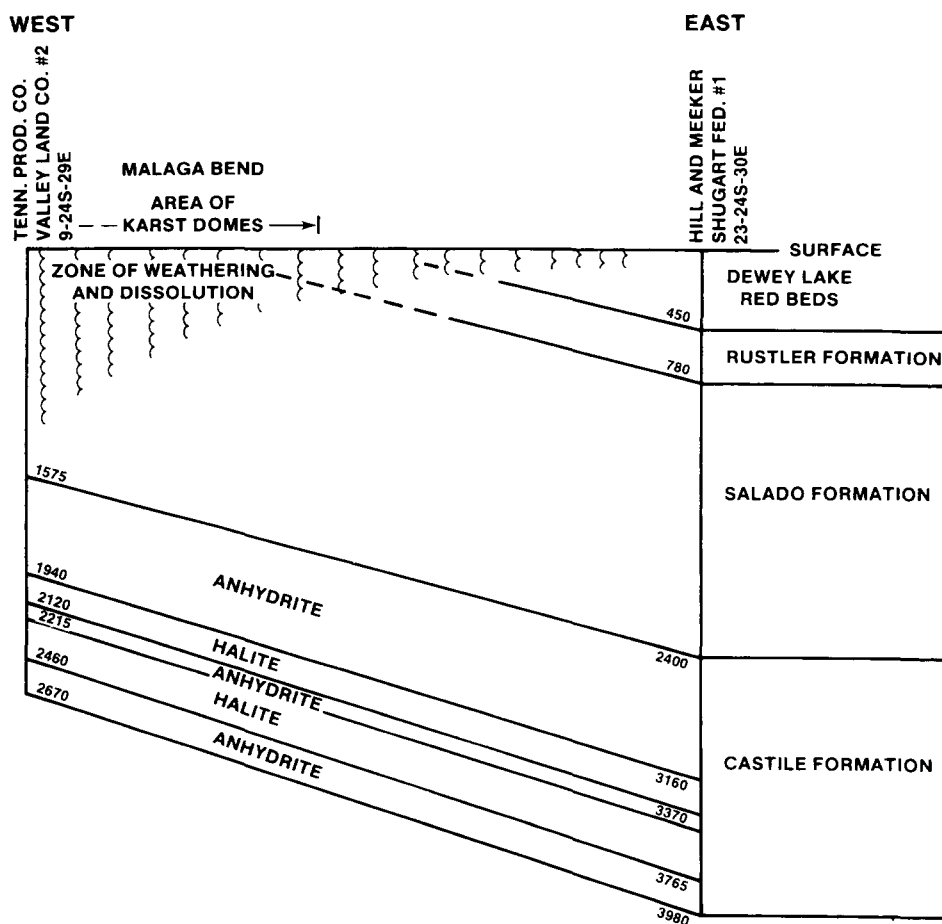 WEST
EAST
TENN. PROD. CO.
VALLEY LAND CO. #2
9-24S-29E
HILL AND MEEKER
SHUGART FED. #1
23-24S-30E
MALAGA BEND
AREA OF
KARST DOMES
SURFACE
ZONE OF WEATHERING
AND DISSOLUTION
DEWEY LAKE
RED BEDS
450
RUSTLER FORMATION
780
1575
SALADO FORMATION
1940
ANHYDRITE
2120
2215
HALITE
2400
2460
ANHYDRITE
2670
HALITE
ANHYDRITE
3160
CASTILE FORMATION
3370
3765
3980